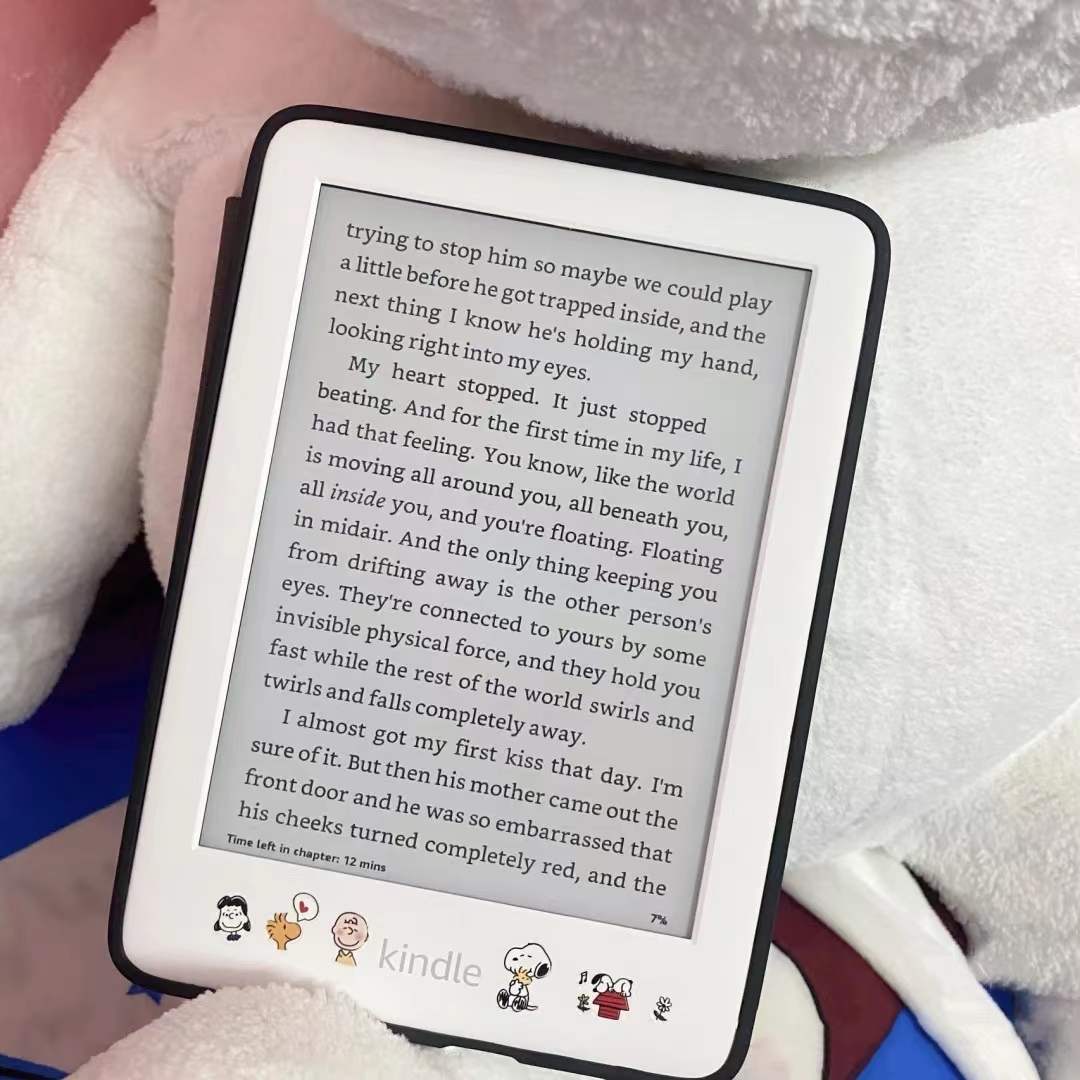 trying to stop him so maybe we could play
a little before he got trapped inside, and the
next thing I know he's holding my hand,
looking right into my eyes.
My heart stopped. It just stopped
beating. And for the first time in my life, I
had that feeling. You know, like the world
is moving all around you, all beneath you,
all inside you, and you're floating. Floating
in midair. And the only thing keeping you
from drifting away is the other person's
eyes. They're connected to yours by some
invisible physical force, and they hold you
fast while the rest of the world swirls and
twirls and falls completely away.
I almost got my first kiss that day. I'm
sure of it. But then his mother came out the
front door and he was so embarrassed that
his cheeks turned completely red, and the
Time left in chapter: 12 mins
7%
kindle